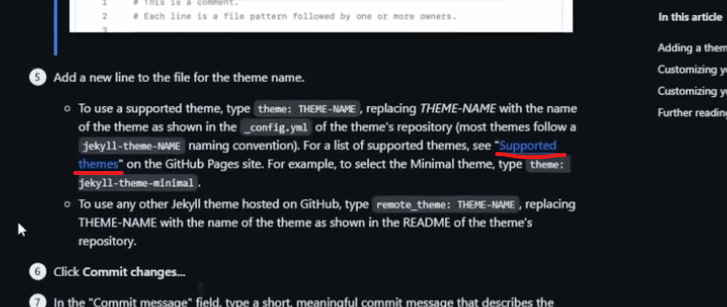 1 # This is a comment.
2 # Each line is a file pattern followed by one or more owners.
3
In this article
Adding a them
Customizing yo
Customizing yo
Further reading
5 Add a new line to the file for the theme name.
To use a supported theme, type theme: THEME-NAME, replacing THEME-NAME with the name
of the theme as shown in the _config.yml of the theme's repository (most themes follow a
jekyll-theme-NAME naming convention). For a list of supported themes, see "Supported
themes" on the GitHub Pages site. For example, to select the Minimal theme, type theme:
jekyll-theme-minimal.
To use any other Jekyll theme hosted on GitHub, type remote_theme: THEME-NAME, replacing
THEME-NAME with the name of the theme as shown in the README of the theme's
repository.
6 Click Commit changes...
7 In the "Commit message" field, type a short, meaningful commit message that describes the